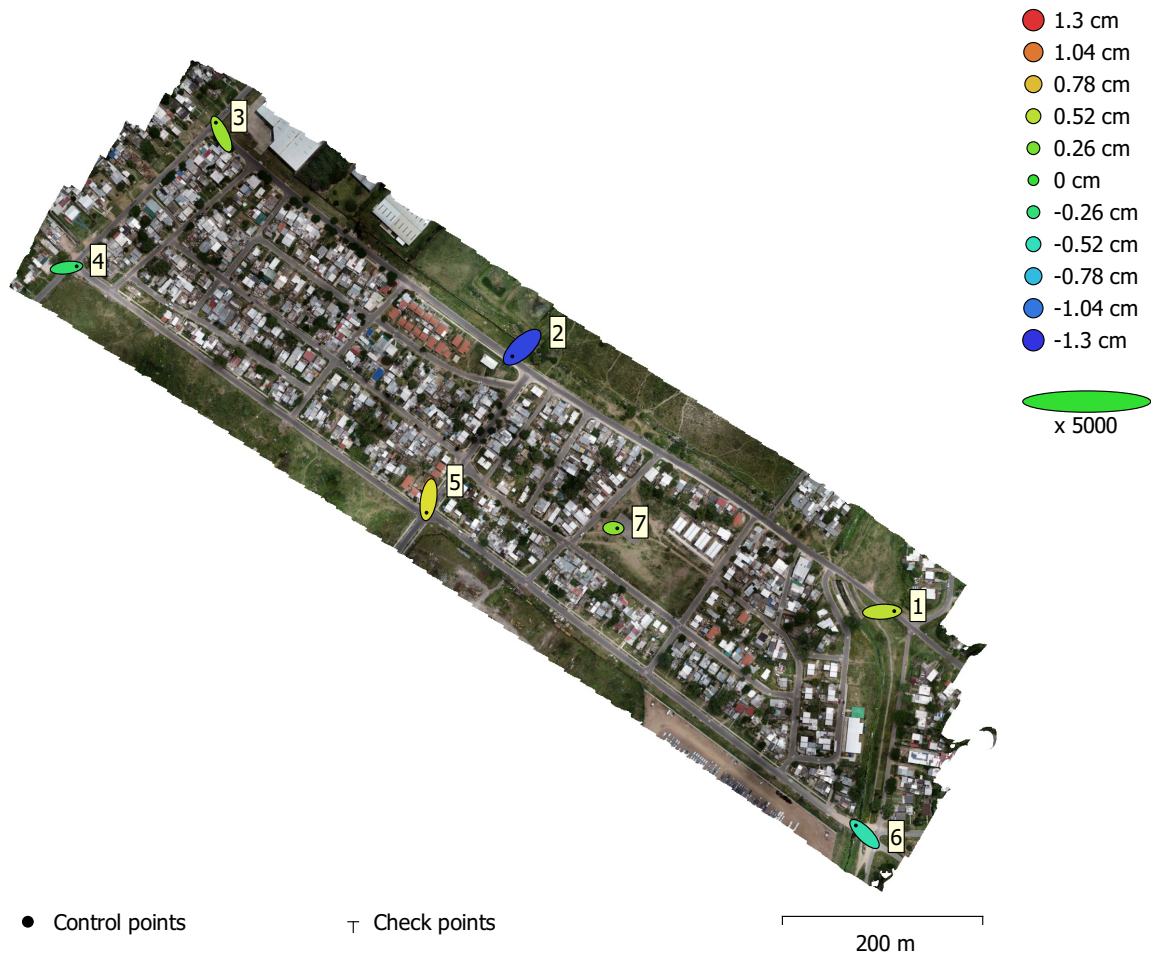 1.3 cm
1.04 cm
0.78 cm
0.52 cm
0.26 cm
0 cm
-0.26 cm
-0.52 cm
-0.78 cm
-1.04 cm
-1.3 cm
x 5000
3
4
2
5
7
1
6
Control points
Check points
200 m